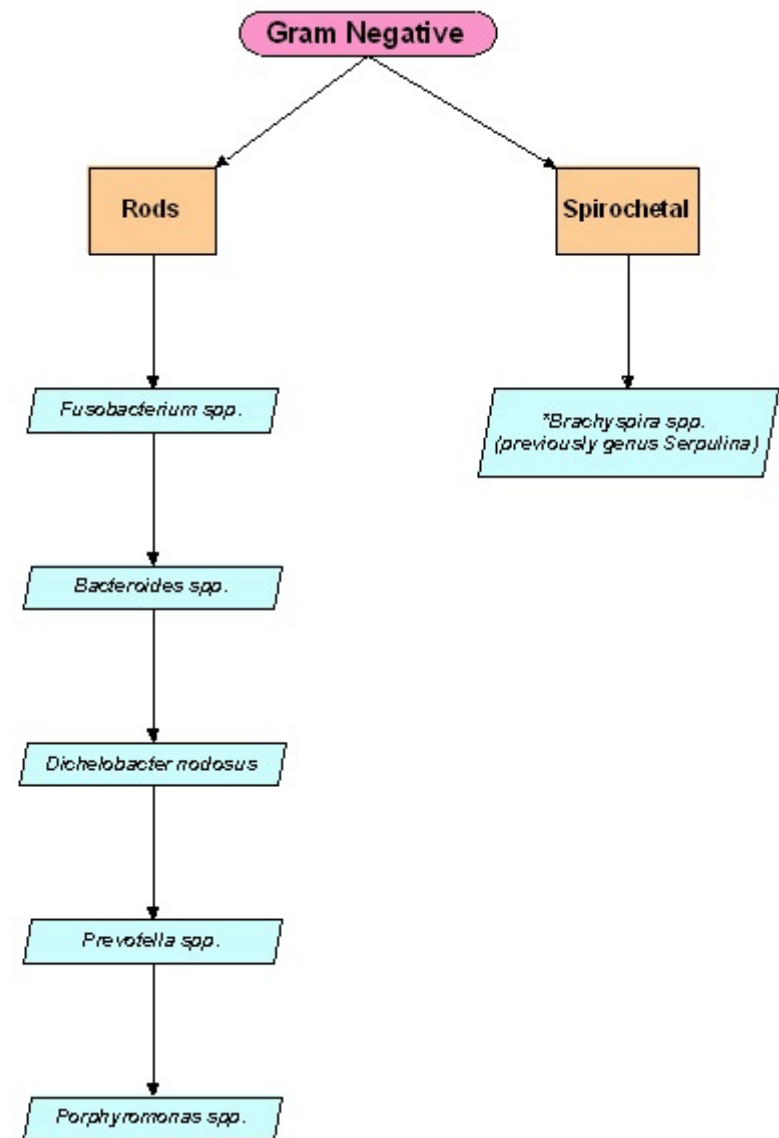 Gram Negative
Rods
Spirochetal
Fusobacterium spp.
*Brachyspira spp.
(previously genus Serpulina)
Bacteroides spp.
Dichelobacter nodosus
Prevotella spp.
Porphyromonas spp.